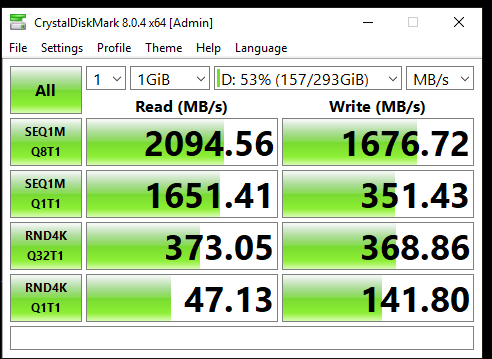 CrystalDiskMark 8.0.4 x64 [Admin]
File Settings Profile Theme Help Language
All 1 1GiB D: 53% (157/293GiB) MB/s
Read (MB/s) Write (MB/s)
SEQ1M
Q8T1 2094.56 1676.72
SEQ1M
Q1T1 1651.41 351.43
RND4K
Q32T1 373.05 368.86
RND4K
Q1T1 47.13 141.80